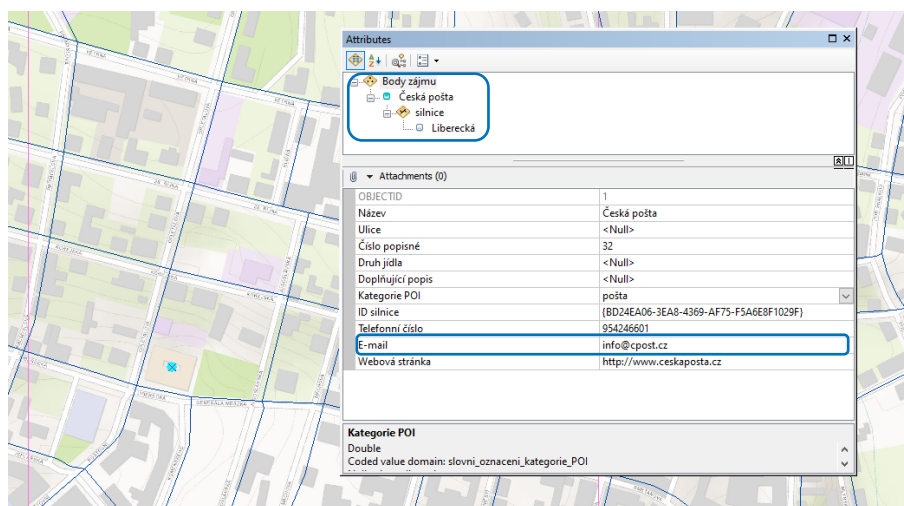 Attributes
Body zájmu
Česká pošta
silnice
Liberecká
Attachments (0)
OBJECTID 1
Název Česká pošta
Ulice <Null>
Číslo popisné 32
Druh jídla <Null>
Doplňující popis <Null>
Kategorie POI pošta
ID silnice {BD24EA06-3EA8-4369-AF75-F5A6E8F1029F}
Telefonní číslo 954246601
E-mail info@cpost.cz
Webová stránka http://www.ceskaposta.cz
Kategorie POI
Double
Coded value domain: slovni_oznaceni_kategorie_POI